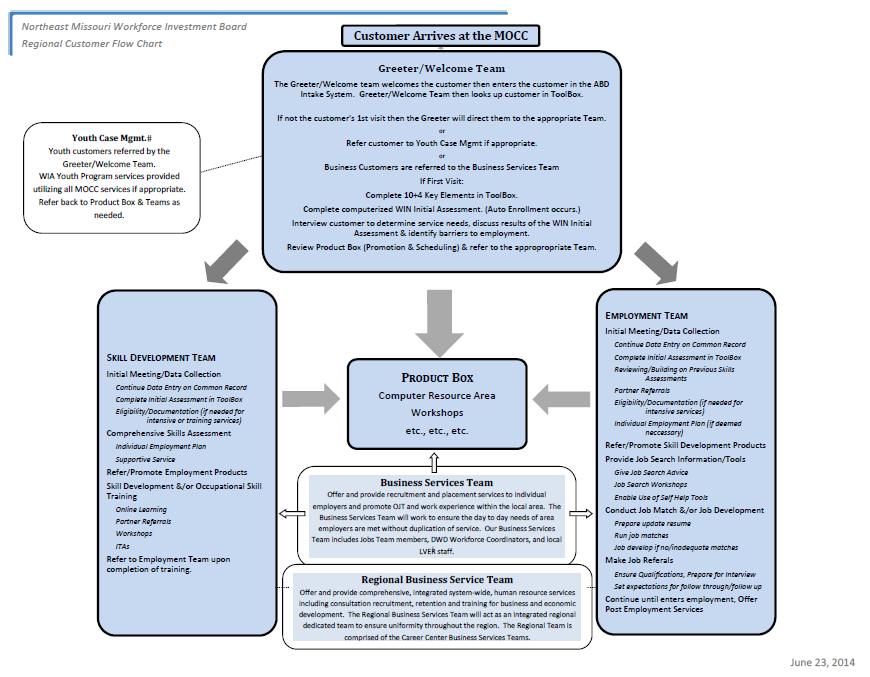 Northeast Missouri Workforce Investment Board
Regional Customer Flow Chart
Customer Arrives at the MOCC
Greeter/Welcome Team
The Greeter/Welcome team welcomes the customer then enters the customer in the ABD
Intake System. Greeter/Welcome Team then looks up customer in ToolBox.
If not the customer's 1st visit then the Greeter will direct them to the appropriate Team.
or
Refer customer to Youth Case Mgmt if appropriate.
or
Business Customers are referred to the Business Services Team
If First Visit:
Complete 10+4 Key Elements in ToolBox.
Complete computerized WIN Initial Assessment. (Auto Enrollment occurs.)
Interview customer to determine service needs, discuss results of the WIN Initial
Assessment & identify barriers to employment.
Review Product Box (Promotion & Scheduling) & refer to the appropropriate Team.
Youth Case Mgmt.#
Youth customers referred by the
Greeter/Welcome Team.
WIA Youth Program services provided
utilizing all MOCC services if appropriate.
Refer back to Product Box & Teams as
needed.
SKILL DEVELOPMENT TEAM
Initial Meeting/Data Collection
Continue Data Entry on Common Record
Complete Initial Assessment in ToolBox
Eligibility/Documentation (if needed for
intensive or training services)
Comprehensive Skills Assessment
Individual Employment Plan
Supportive Service
Refer/Promote Employment Products
Skill Development &/or Occupational Skill
Training
Online Learning
Partner Referrals
Workshops
ITAs
Refer to Employment Team upon
completion of training.
PRODUCT BOX
Computer Resource Area
Workshops
etc., etc., etc.
Business Services Team
Offer and provide recruitment and placement services to individual
employers and promote OJT and work experience within the local area. The
Business Services Team will work to ensure the day to day needs of area
employers are met without duplication of service. Our Business Services
Team includes Jobs Team members, DWD Workforce Coordinators, and local
LVER staff.
Regional Business Service Team
Offer and provide comprehensive, integrated system-wide, human resource services
including consultation recruitment, retention and training for business and economic
development. The Regional Business Services Team will act as an integrated regional
dedicated team to ensure uniformity throughout the region. The Regional Team is
comprised of the Career Center Business Services Teams.
EMPLOYMENT TEAM
Initial Meeting/Data Collection
Continue Data Entry on Common Record
Complete Initial Assessment in ToolBox
Reviewing/Building on Previous Skills
Assessments
Partner Referrals
Eligibility/Documentation (if needed for
intensive services)
Individual Employment Plan (if deemed
neccessary)
Refer/Promote Skill Development Products
Provide Job Search Information/Tools
Give Job Search Advice
Job Search Workshops
Enable Use of Self Help Tools
Conduct Job Match &/or Job Development
Prepare update resume
Run job matches
Job develop if no/inadequate matches
Make Job Referals
Ensure Qualifications, Prepare for Interview
Set expectations for follow through/follow up
Continue until enters employment, Offer
Post Employment Services
June 23, 2014